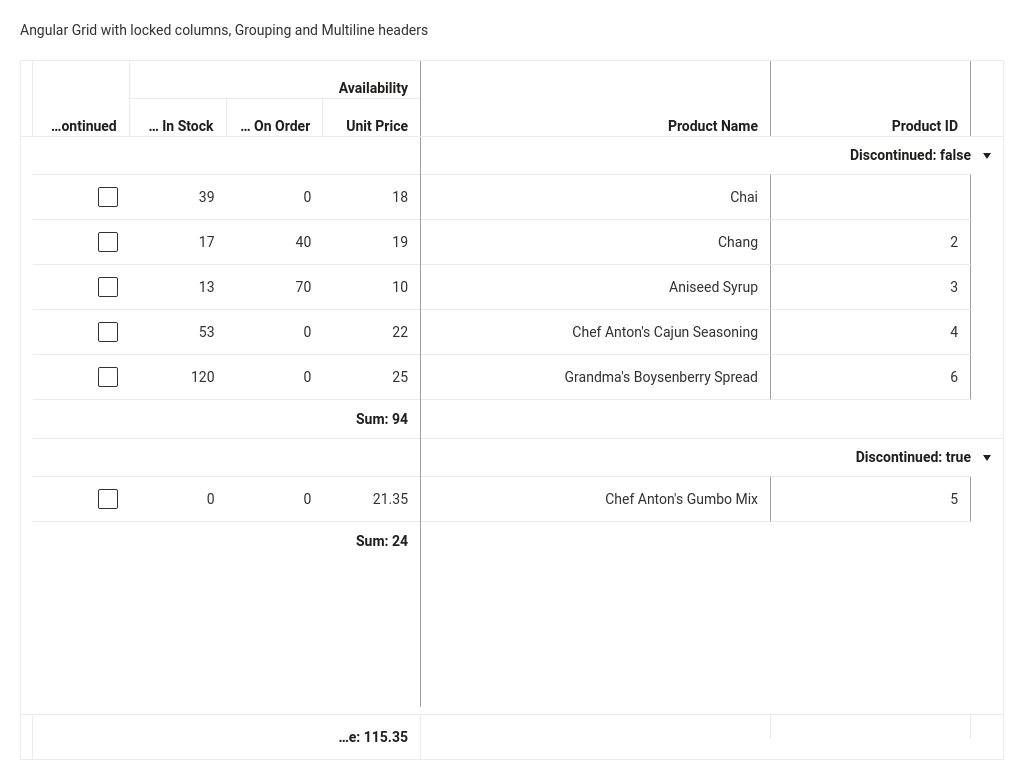 Angular Grid with locked columns, Grouping and Multiline headers
Availability
…ontinued … In Stock … On Order Unit Price Product Name Product ID
Discontinued: false
39 0 18 Chai
17 40 19 Chang 2
13 70 10 Aniseed Syrup 3
53 0 22 Chef Anton's Cajun Seasoning 4
120 0 25 Grandma's Boysenberry Spread 6
Sum: 94
Discontinued: true
0 0 21.35 Chef Anton's Gumbo Mix 5
Sum: 24
…e: 115.35